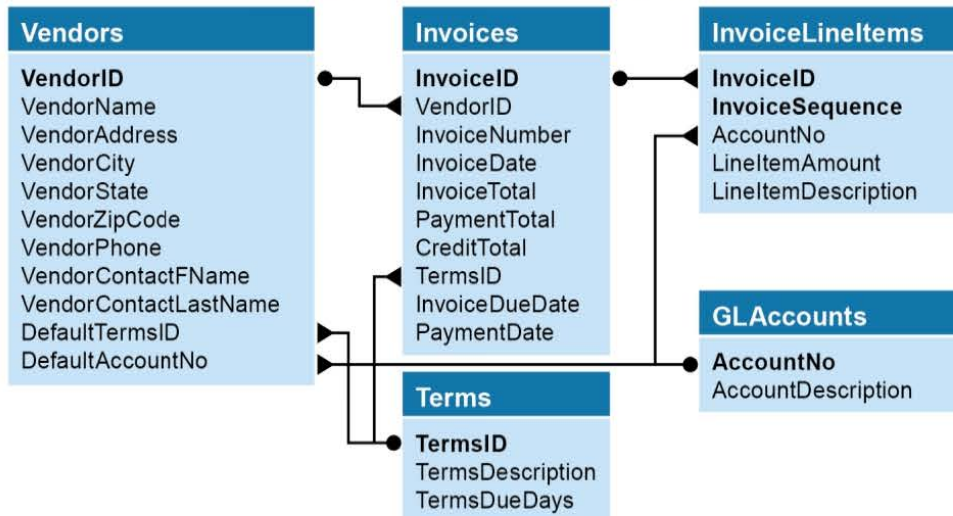 Vendors
VendorID
VendorName
VendorAddress
VendorCity
VendorState
VendorZipCode
VendorPhone
VendorContactFName
VendorContactLastName
DefaultTermsID
DefaultAccountNo
Invoices
InvoiceID
VendorID
InvoiceNumber
InvoiceDate
InvoiceTotal
PaymentTotal
CreditTotal
TermsID
InvoiceDueDate
PaymentDate
Terms
TermsID
TermsDescription
TermsDueDays
InvoiceLineItems
InvoiceID
InvoiceSequence
AccountNo
LineItemAmount
LineItemDescription
GLAccounts
AccountNo
AccountDescription